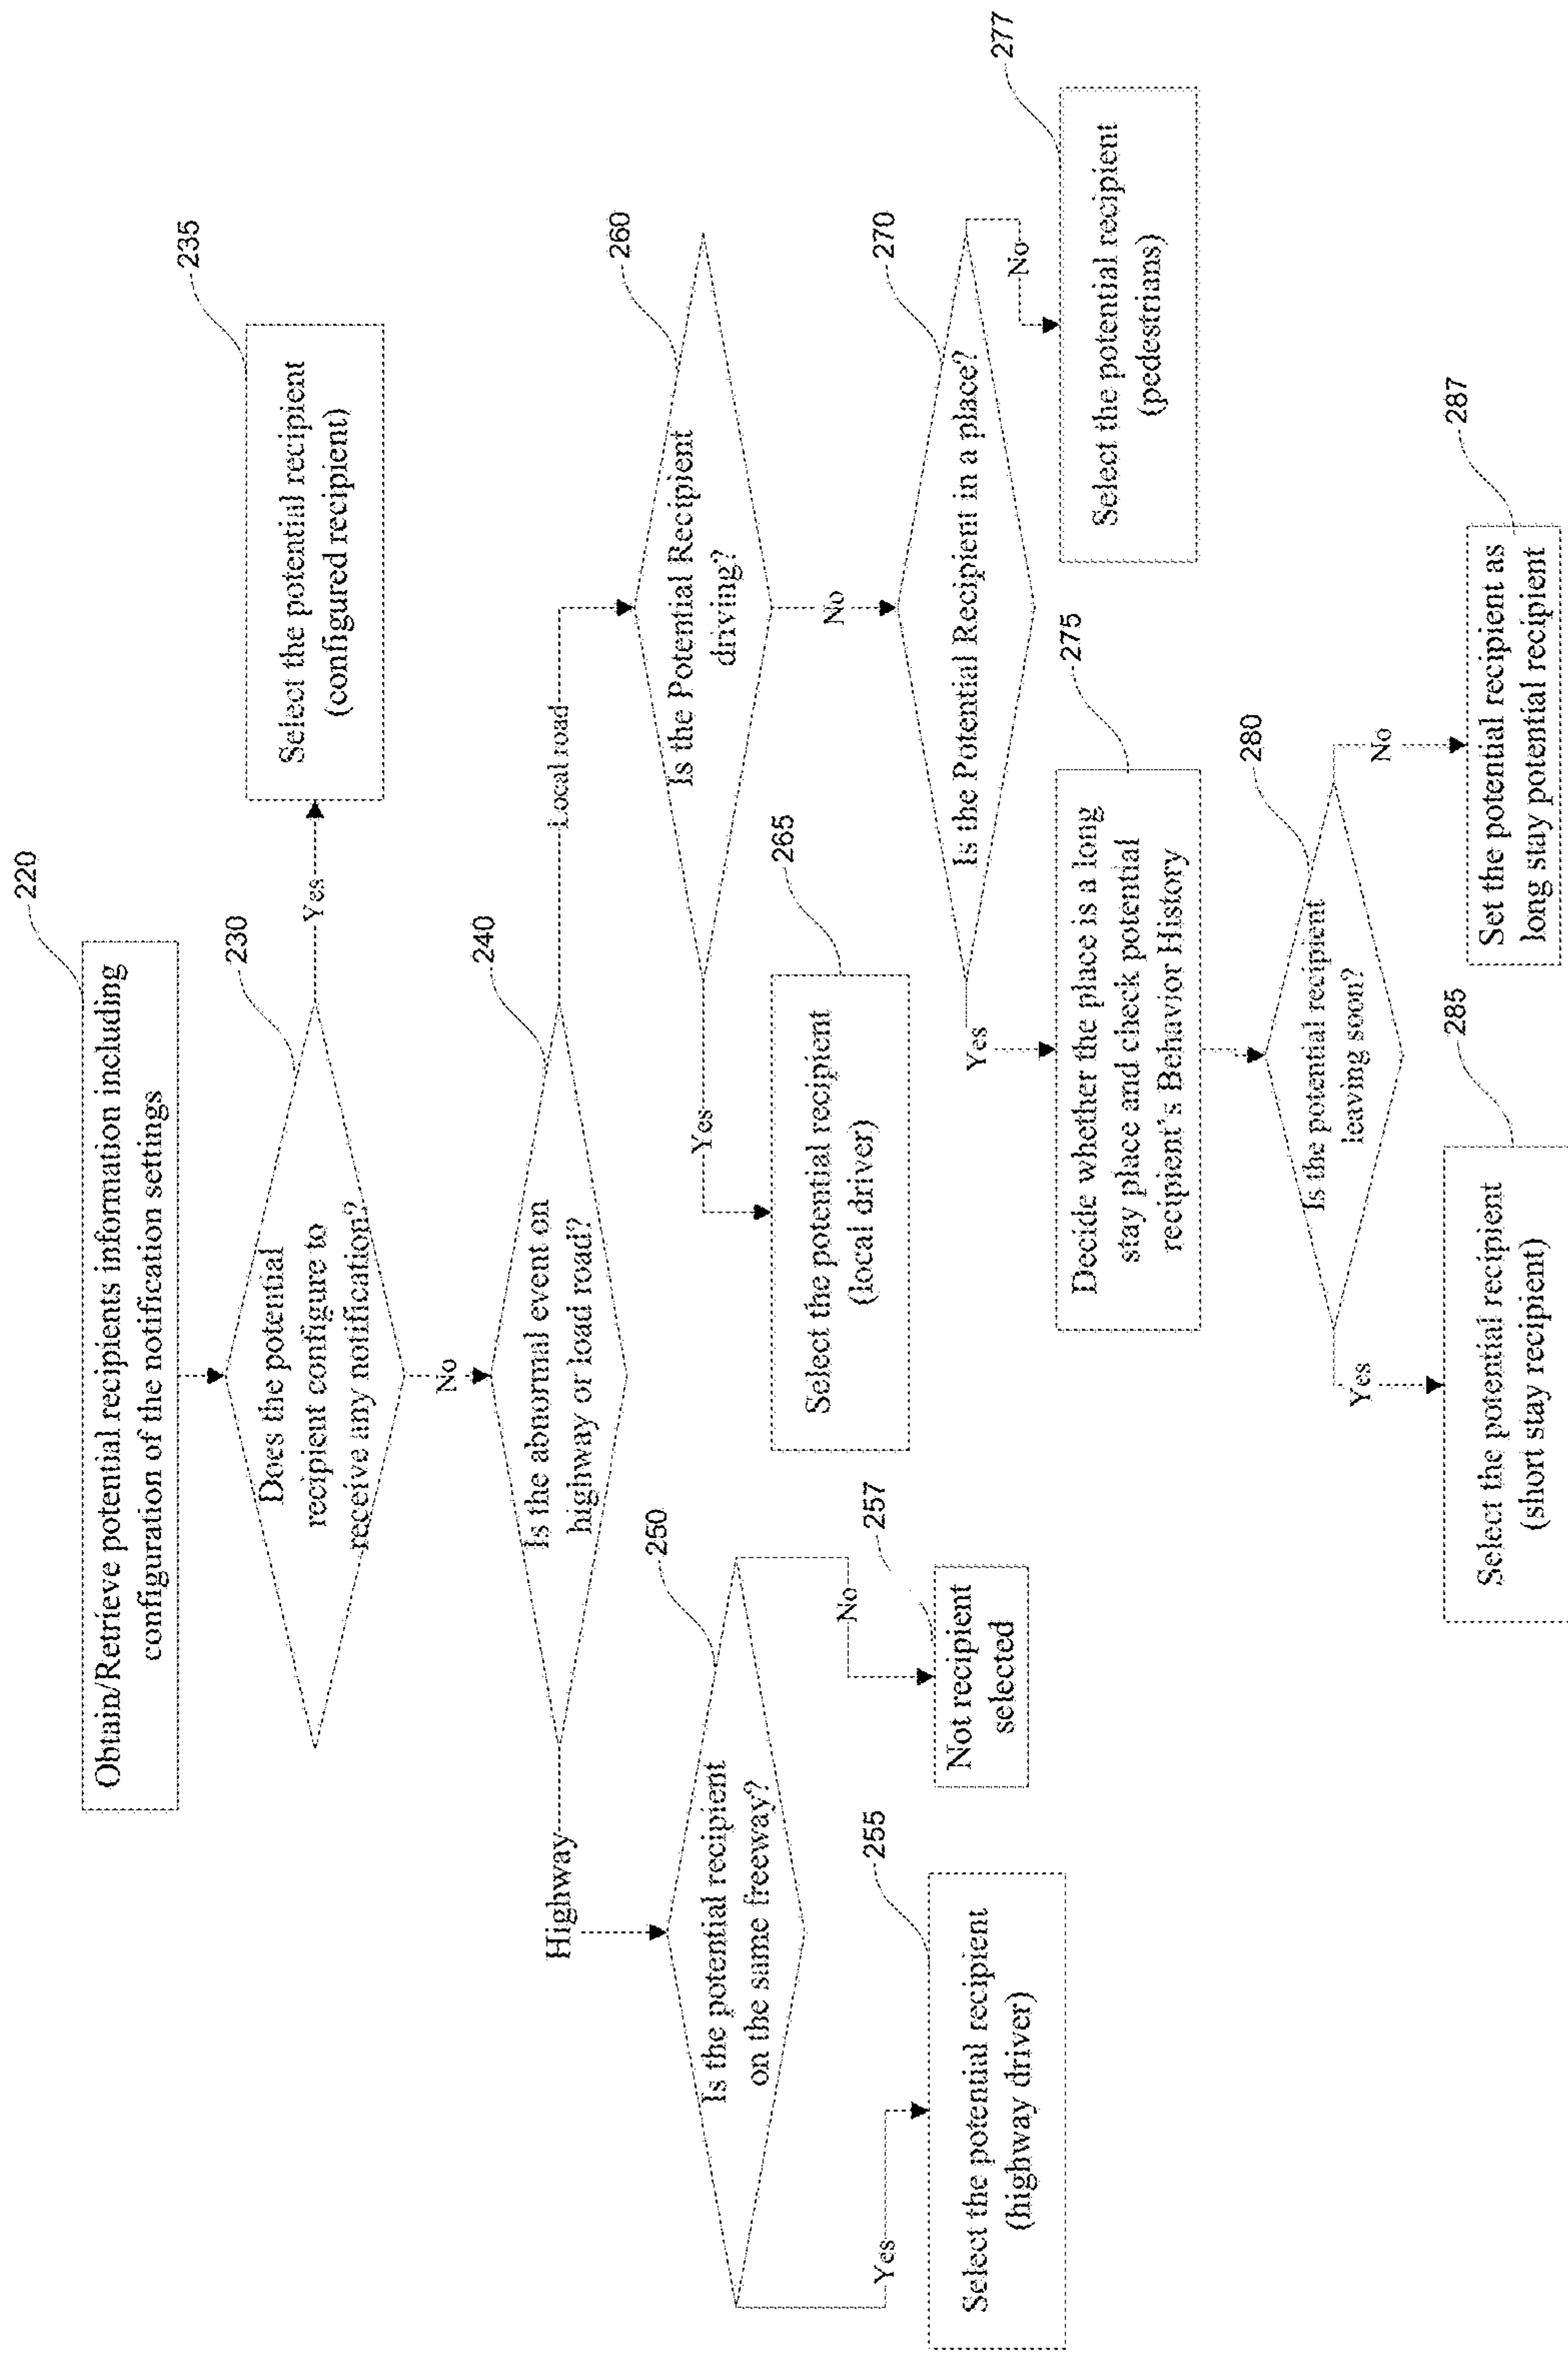 220
Obtain/Retrieve potential recipients information including
configuration of the notification settings
230
Does the potential
recipient configure to
receive any notification?
Yes
235
Select the potential recipient
(configured recipient)
No
240
Is the abnormal event on
highway or load road?
Highway
Local road
250
Is the potential recipient
on the same freeway?
Yes
255
Select the potential recipient
(highway driver)
No
257
Not recipient
selected
260
Is the Potential Recipient
driving?
Yes
265
Select the potential recipient
(local driver)
No
270
Is the Potential Recipient in a place?
No
277
Select the potential recipient
(pedestrians)
Yes
275
Decide whether the place is a long
stay place and check potential
recipient's Behavior History
280
Is the potential recipient
leaving soon?
Yes
285
Select the potential recipient
(short stay recipient)
No
287
Set the potential recipient as
long stay potential recipient